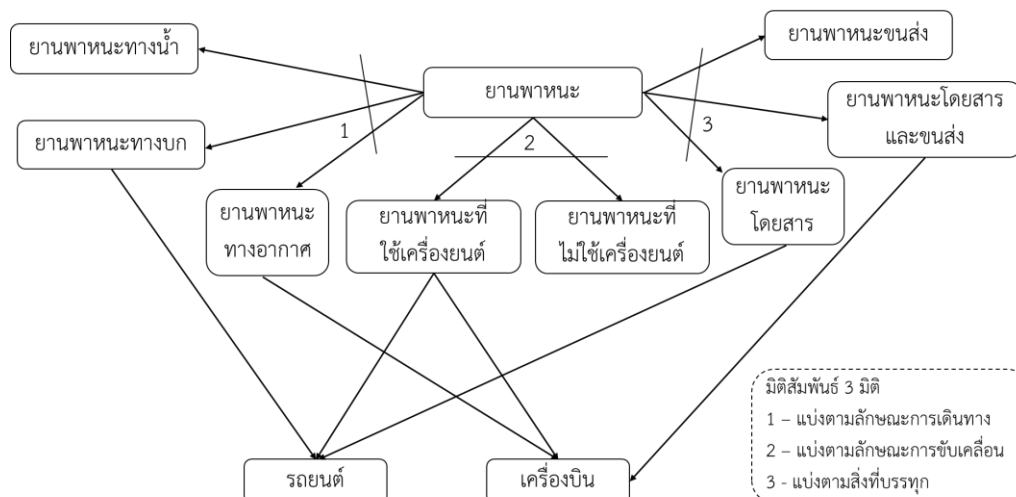 ยานพาหนะทางน้ำ
ยานพาหนะขนส่ง
ยานพาหนะ
ยานพาหนะโดยสาร
และขนส่ง
ยานพาหนะทางบก
1
2
3
ยานพาหนะ
ทางอากาศ
ยานพาหนะที่
ใช้เครื่องยนต์
ยานพาหนะที่
ไม่ใช้เครื่องยนต์
ยานพาหนะ
โดยสาร
รถยนต์
เครื่องบิน
มิติสัมพันธ์ 3 มิติ
1 – แบ่งตามลักษณะการเดินทาง
2 – แบ่งตามลักษณะการขับเคลื่อน
3 - แบ่งตามสิ่งที่บรรทุก